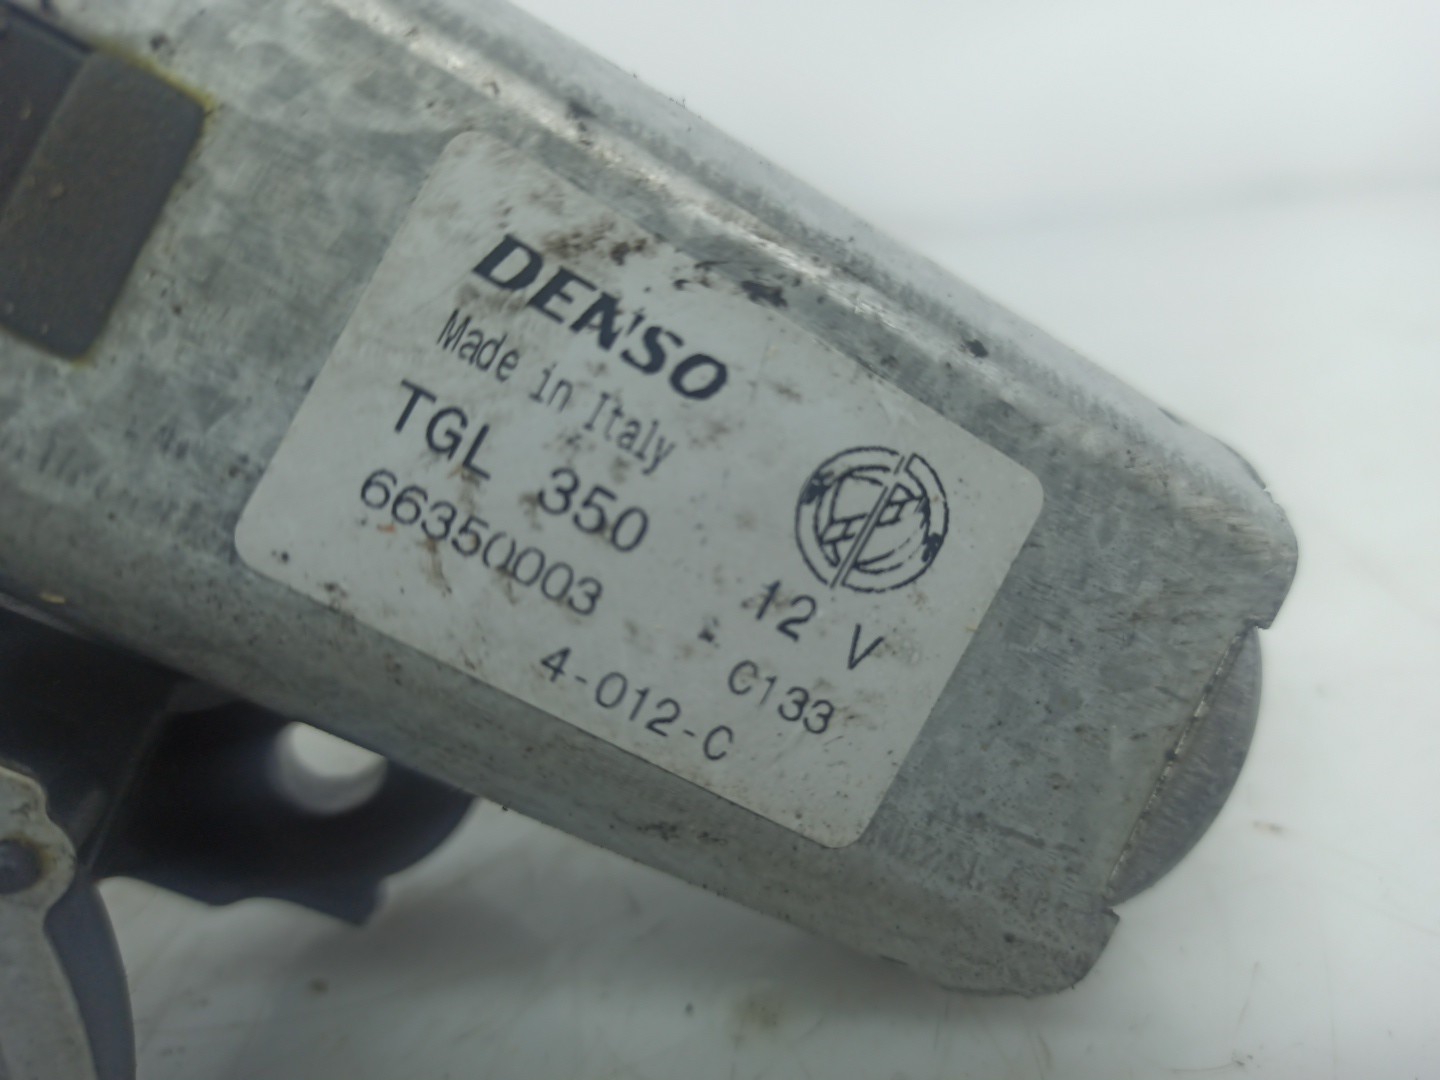 DENSO
Made in Italy
TGL 350
66350003
12 V
C133
4-012-C